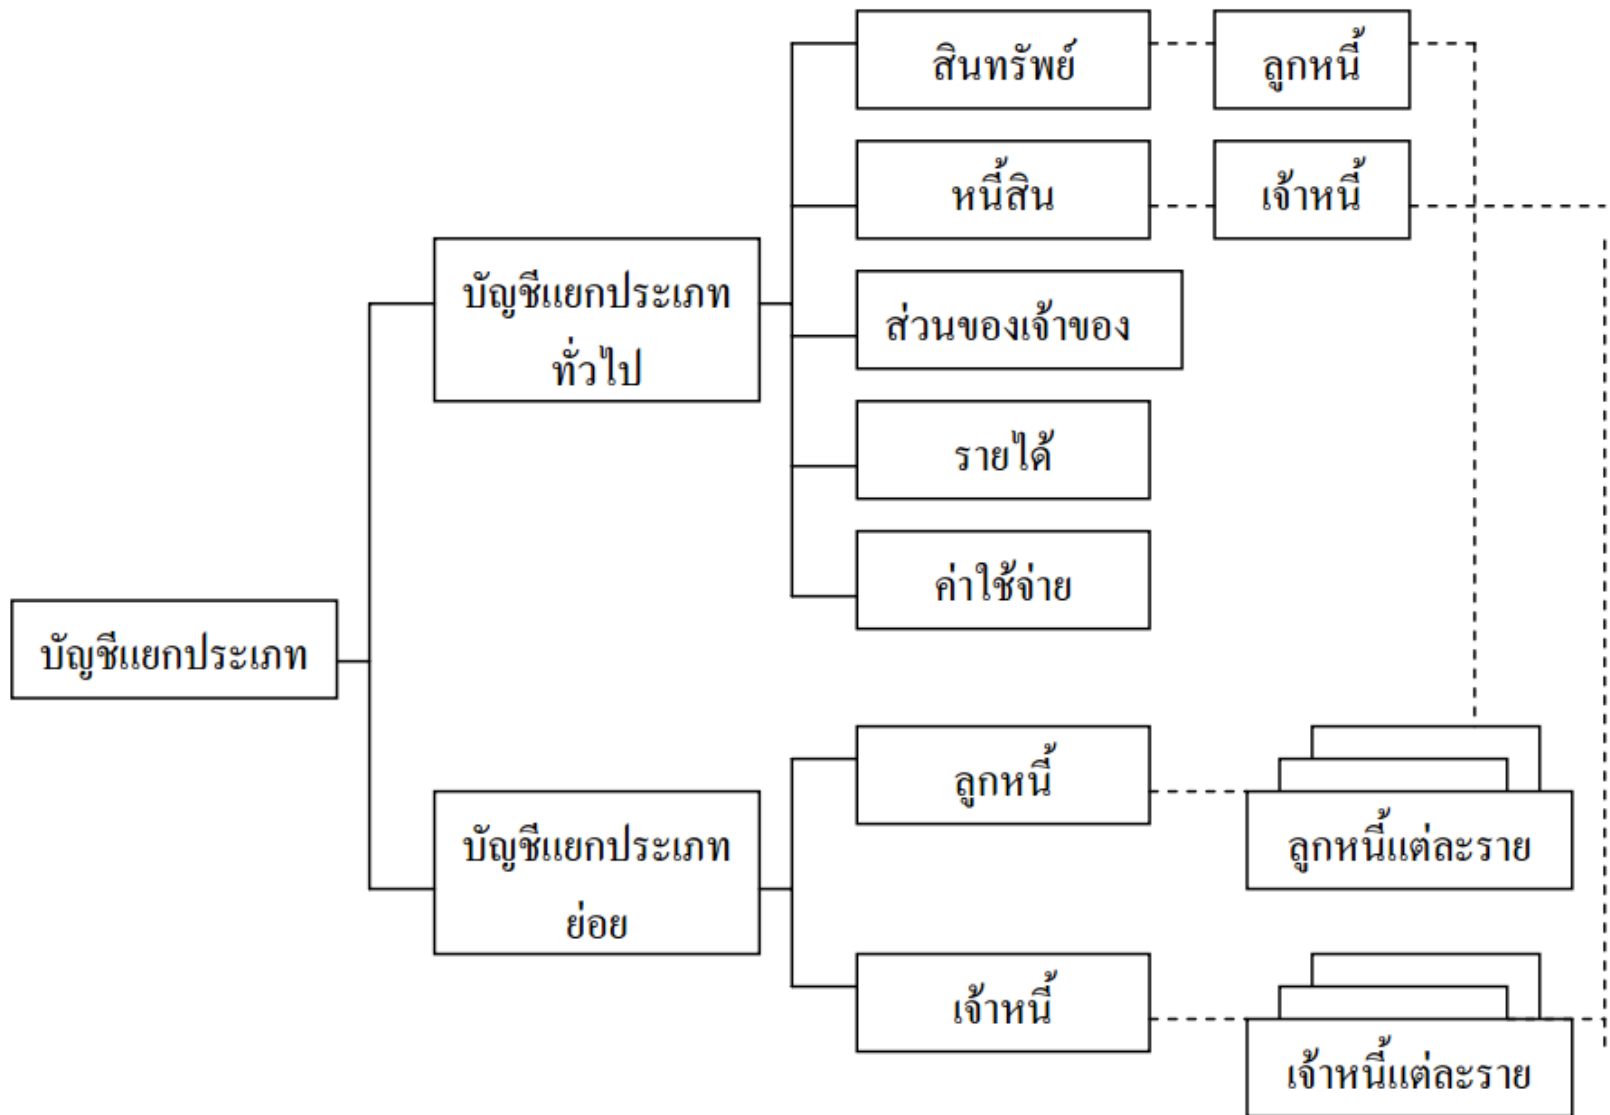 สินทรัพย์
ลูกหนี้
หนี้สิน
เจ้าหนี้
บัญชีแยกประเภท
ทั่วไป
ส่วนของเจ้าของ
รายได้
ค่าใช้จ่าย
บัญชีแยกประเภท
ลูกหนี้
ลูกหนี้แต่ละราย
บัญชีแยกประเภท
ย่อย
เจ้าหนี้
เจ้าหนี้แต่ละราย